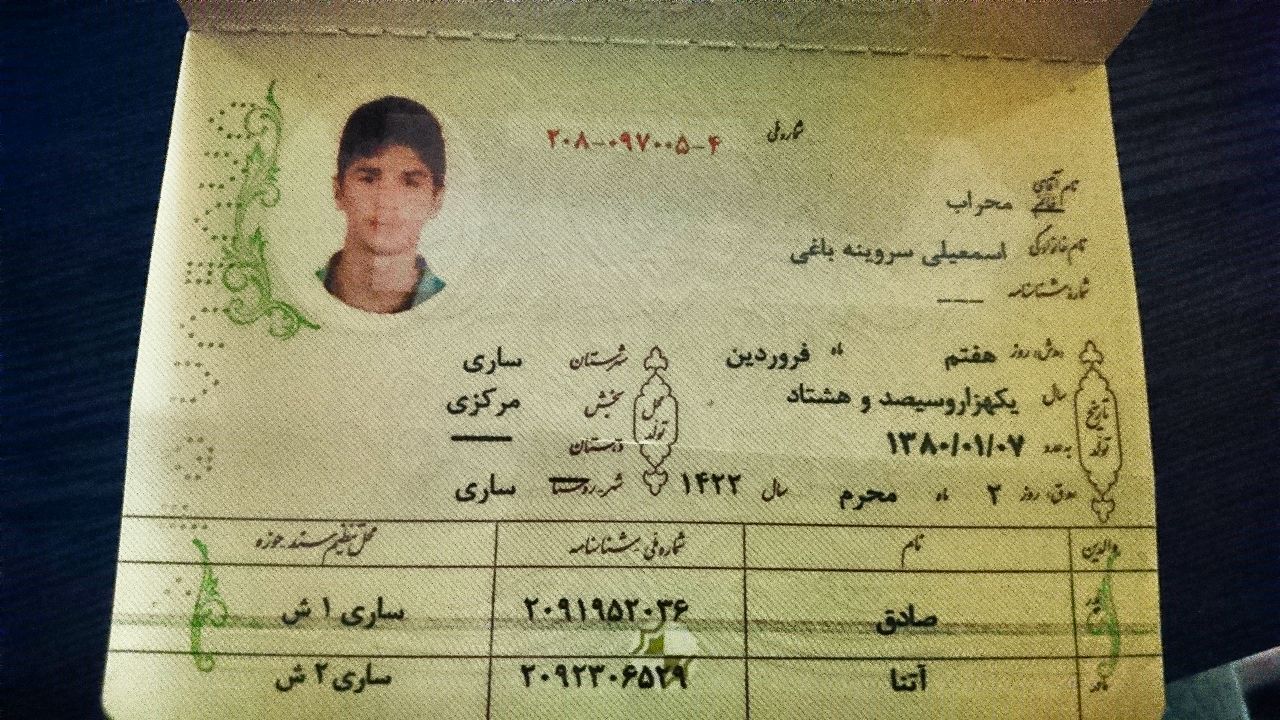 شماره ملی ۲۰۸-۰۹۷۰۰۵-۴
نام آقای خانم محراب
نام خانوادگی اسمعیلی سروینه باغی
شماره شناسنامه ---
تاریخ تولد
شمسی: روز هفتم ماه فروردین
سال یکهزاروسیصد و هشتاد
به عدد ۱۳۸۰/۰۱/۰۷
روز ۲ ماه محرم سال ۱۴۲۲
محل تولد
شهرستان ساری
بخش مرکزی
دهستان ——
شهر-روستا ساری
والدین نام شماره ملی/شناسنامه محل تنظیم سند-حوزه
پدر صادق ۲۰۹۱۹۵۲۰۳۶ ساری ۱ ش
مادر آتنا ۲۰۹۲۳۰۶۵۲۹ ساری ۲ ش